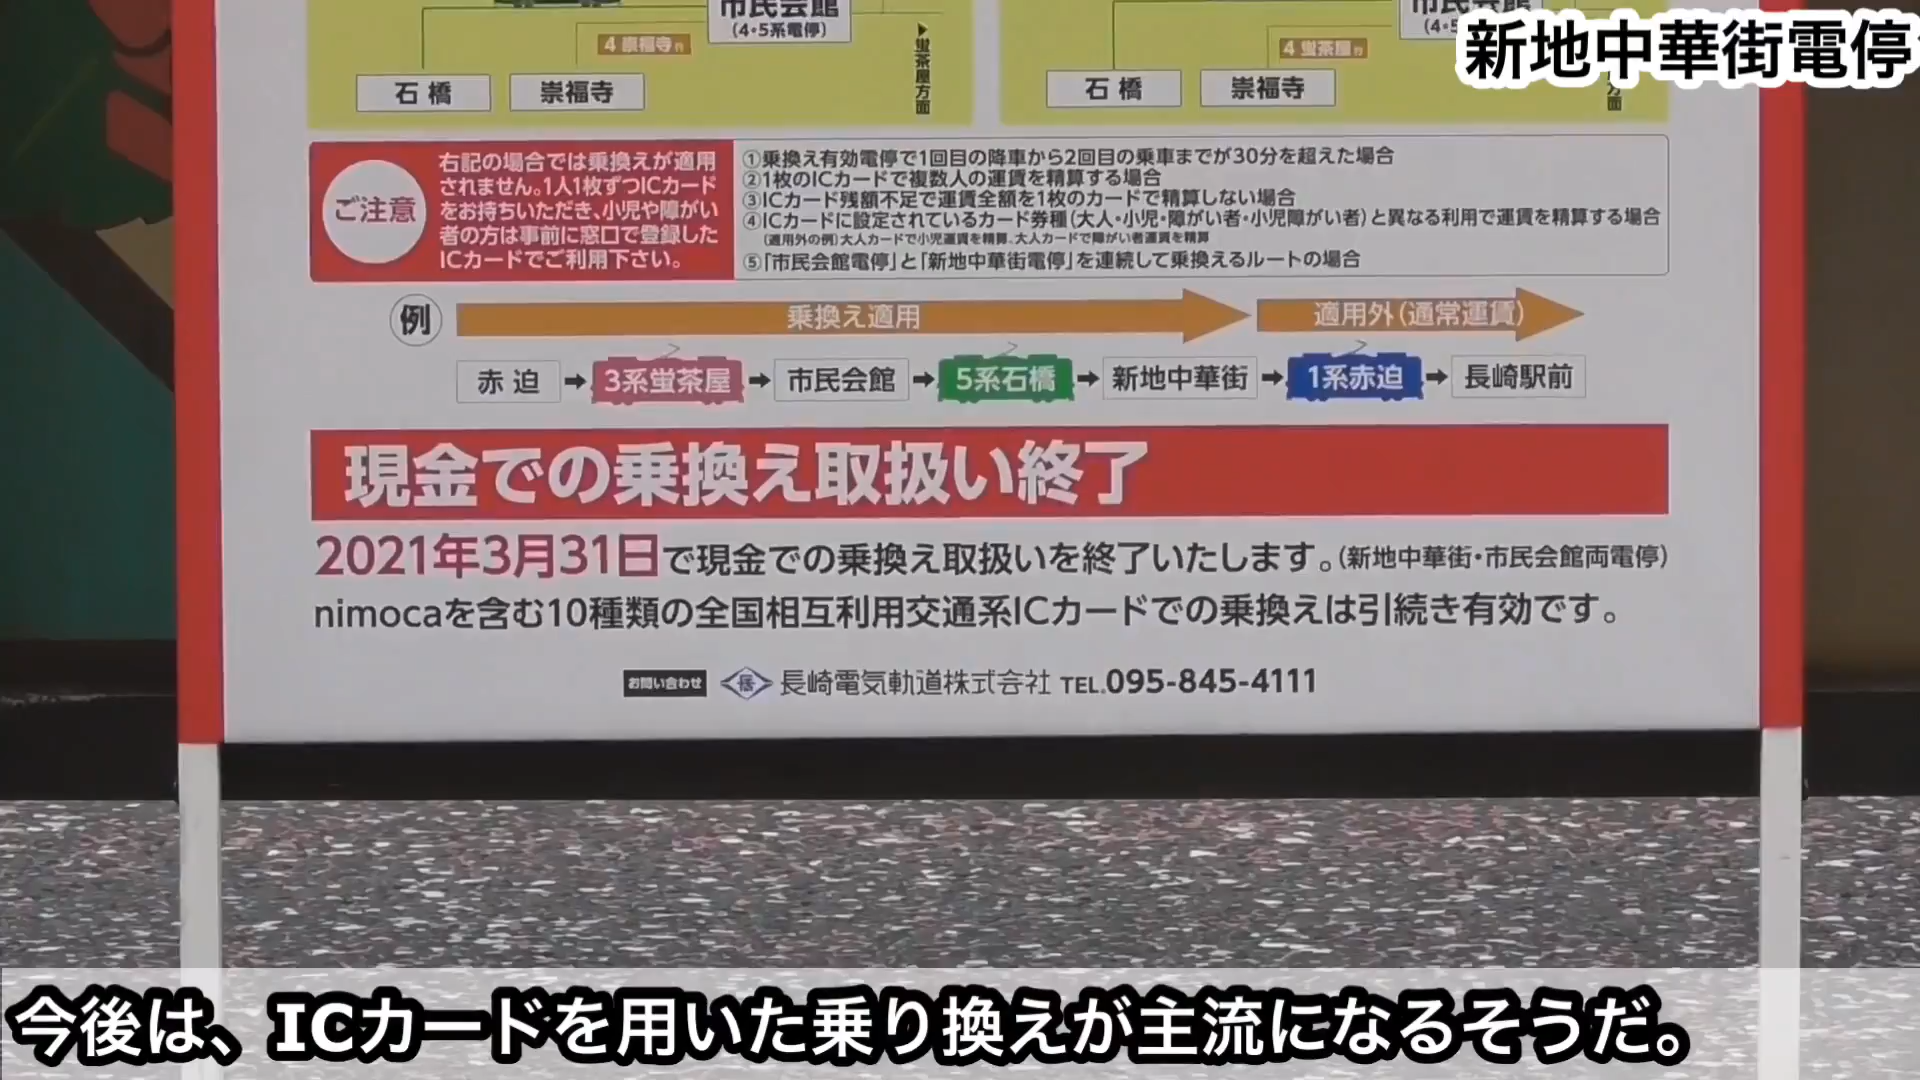 市民会館
(4・5系電停)
4 崇福寺行
石橋
崇福寺
▶蛍茶屋方面
市民会館
4 蛍茶屋行
石橋
崇福寺
方面
新地中華街電停
ご注意
右記の場合では乗換えが適用
されません。1人1枚ずつICカード
をお持ちいただき、小児や障がい
者の方は事前に窓口で登録した
ICカードでご利用下さい。
①乗換え有効電停で1回目の降車から2回目の乗車までが30分を超えた場合
②1枚のICカードで複数人の運賃を精算する場合
③ICカード残額不足で運賃全額を1枚のカードで精算しない場合
④ICカードに設定されているカード券種(大人・小児・障がい者・小児障がい者)と異なる利用で運賃を精算する場合
(適用外の例)大人カードで小児運賃を精算、大人カードで障がい者運賃を精算
⑤「市民会館電停」と「新地中華街電停」を連続して乗換えるルートの場合
例
乗換え適用
適用外(通常運賃)
赤迫→3系蛍茶屋→市民会館→5系石橋→新地中華街→1系赤迫→長崎駅前
現金での乗換え取扱い終了
2021年3月31日で現金での乗換え取扱いを終了いたします。(新地中華街・市民会館両電停)
nimocaを含む10種類の全国相互利用交通系ICカードでの乗換えは引続き有効です。
お問い合わせ 長崎電気軌道株式会社 TEL.095-845-4111
今後は、ICカードを用いた乗り換えが主流になるそうだ。